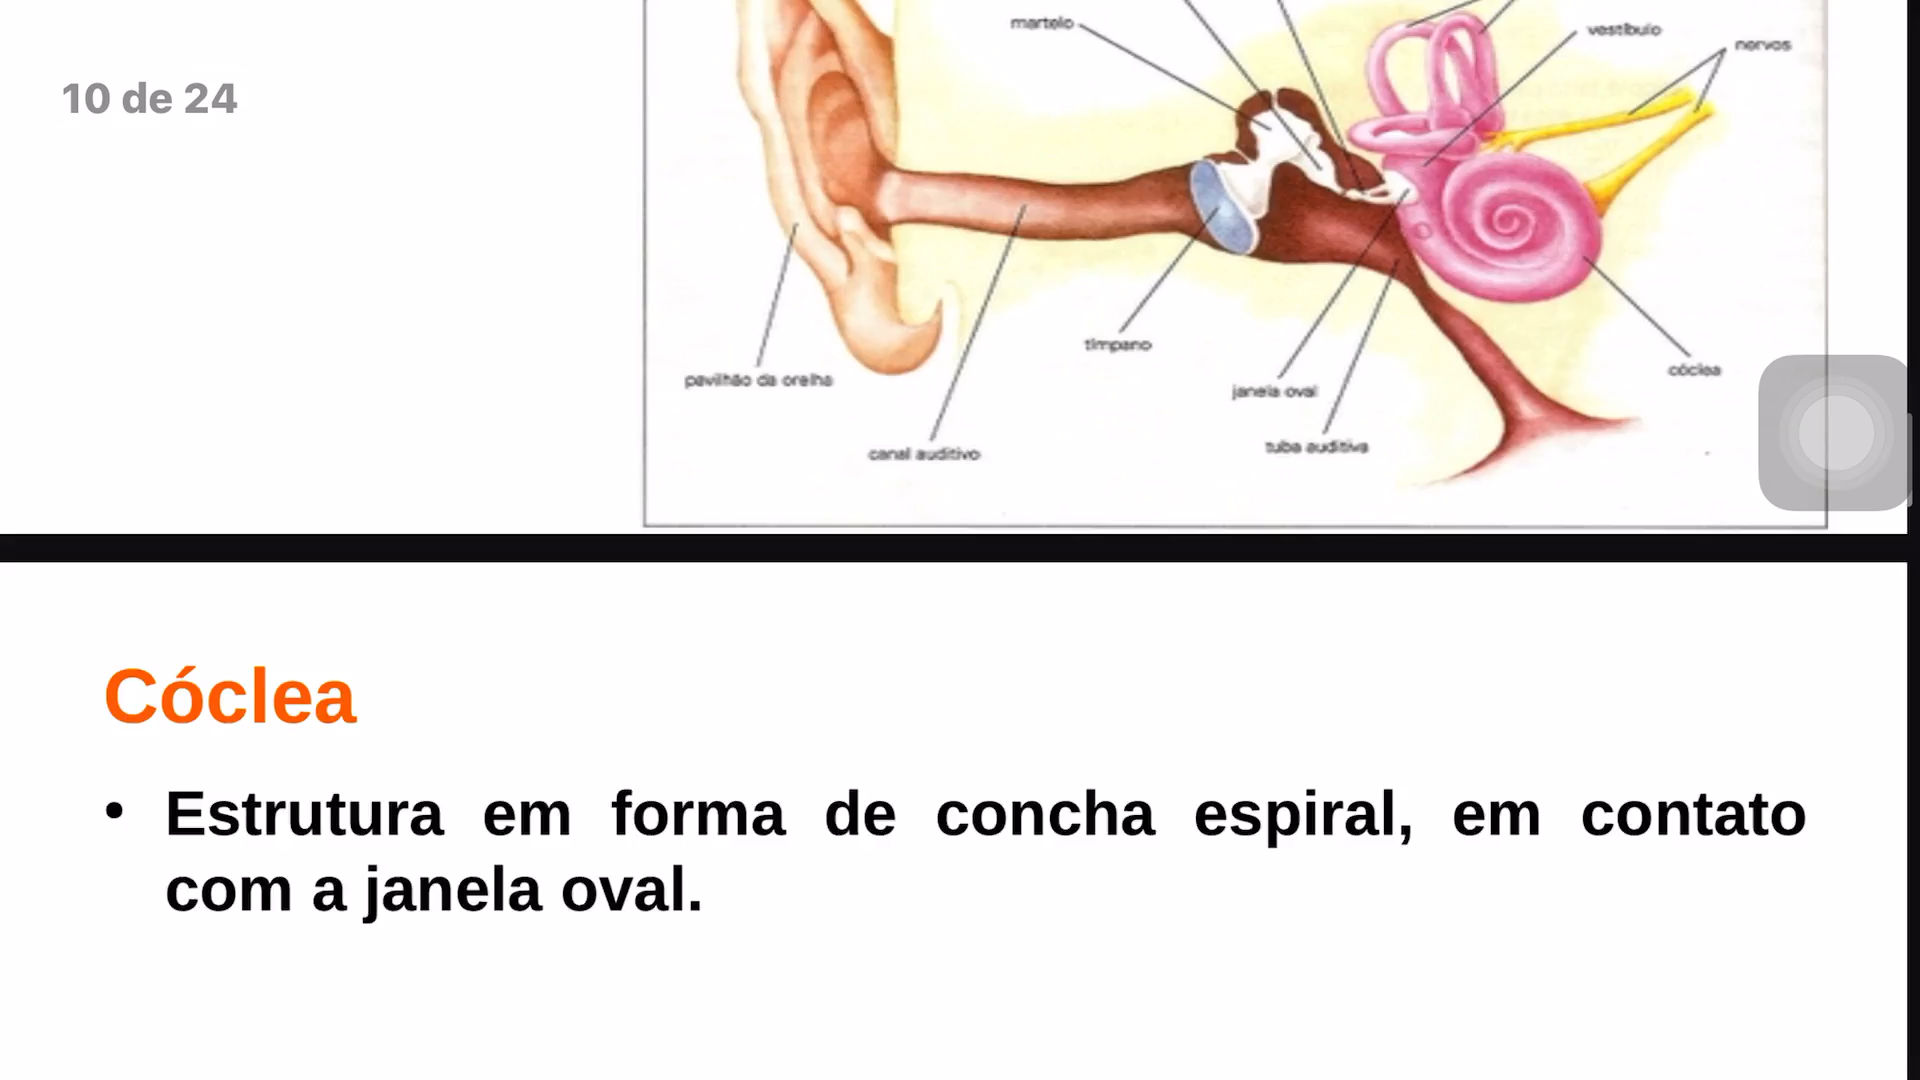 martelo
vestíbulo
nervos
10 de 24
tímpano
cóclea
pavilhão da orelha
janela oval
tuba auditiva
canal auditivo
Cóclea
• Estrutura em forma de concha espiral, em contato
com a janela oval.